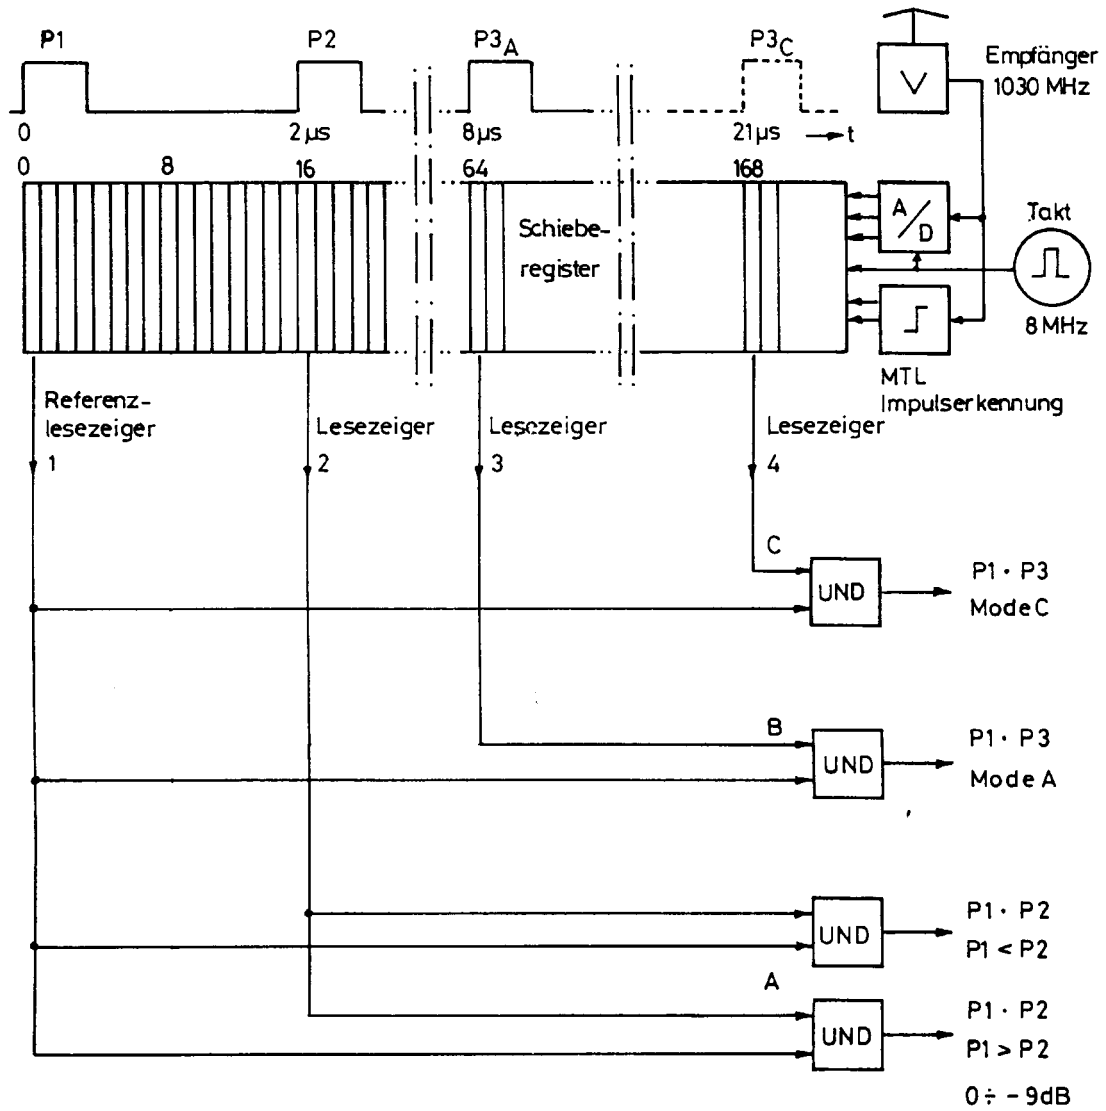 P1
P2
P3A
P3C
Empfänger
1030 MHz
V
0
2µs
8µs
21µs
t
0
8
16
64
168
Schiebe-
register
A/D
Takt
8 MHz
MTL
Impulserkennung
Referenz-
lesezeiger
1
Lesezeiger
2
Lesezeiger
3
Lesezeiger
4
C
UND
P1 · P3
Mode C
B
UND
P1 · P3
Mode A
UND
P1 · P2
P1 < P2
A
UND
P1 · P2
P1 > P2
0 ÷ - 9dB